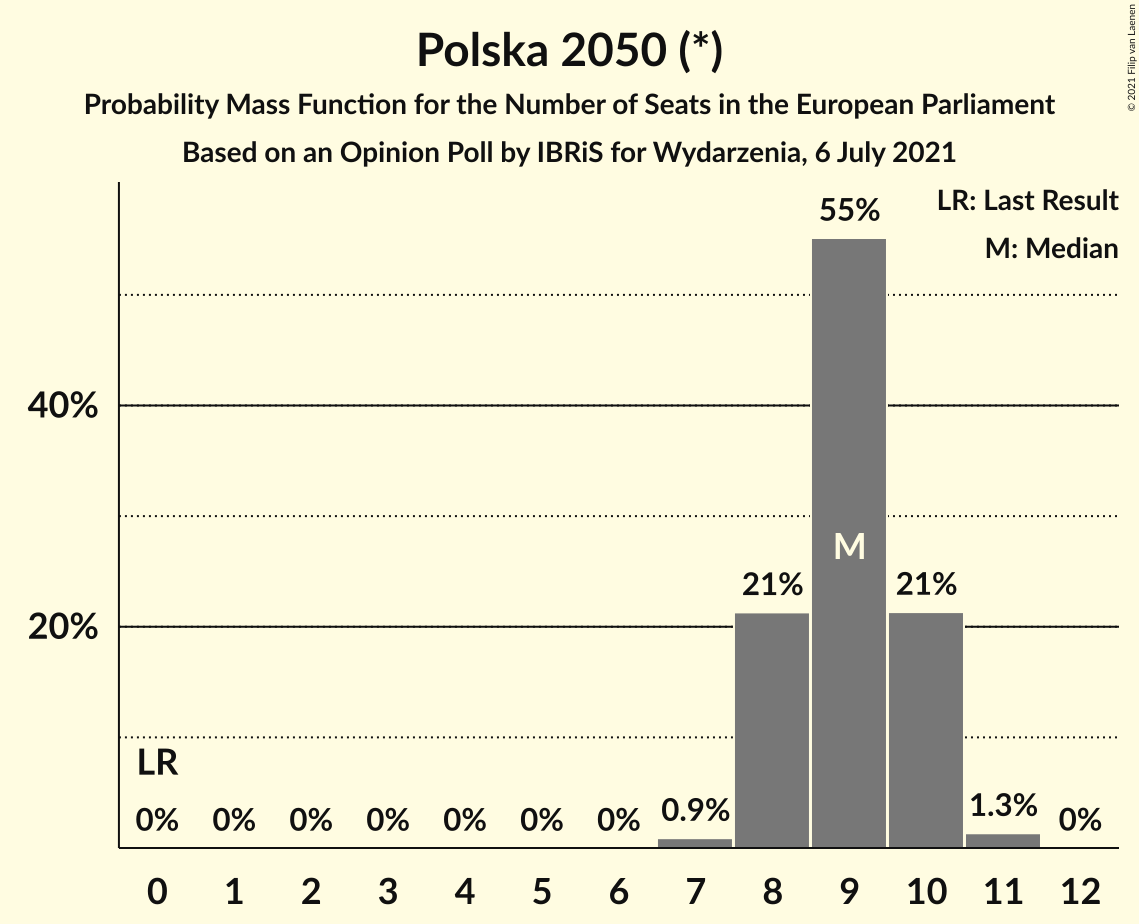 Polska 2050 (*)
Probability Mass Function for the Number of Seats in the European Parliament
Based on an Opinion Poll by IBRiS for Wydarzenia, 6 July 2021
© 2021 Filip van Laenen
LR: Last Result
M: Median
55%
40%
M
21% 21%
20%
LR
0% 0% 0% 0% 0% 0% 0% 0.9% 1.3% 0%
0 1 2 3 4 5 6 7 8 9 10 11 12